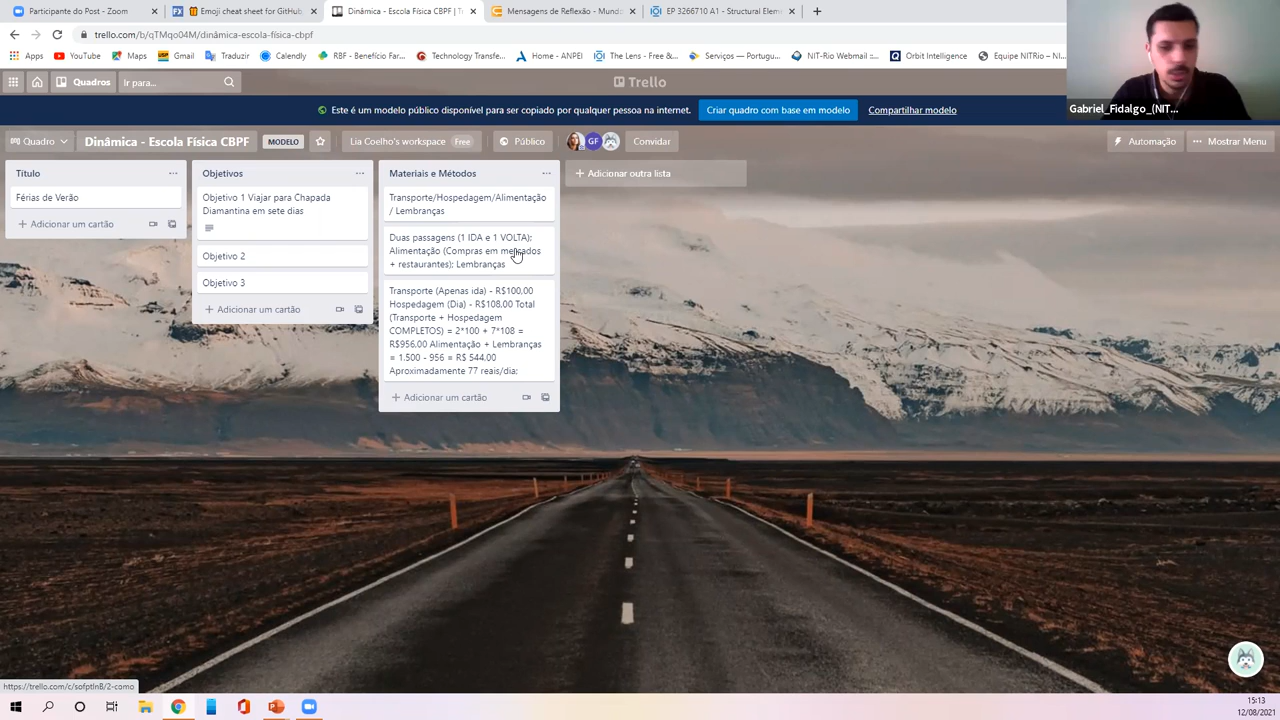 Participante do Post - Zoom
Emoji cheat sheet for GitHub,
Dinâmica - Escola Física CBPF | T
Mensagens de Reflexão - Mund
EP 3266710 A1 - Structural Elem
trello.com/b/qTMqo04M/dinâmica-escola-física-cbpf
Apps
YouTube
Maps
Gmail
Traduzir
Calendly
RBF - Benefício Far...
Technology Transfe...
Home - ANPEI
The Lens - Free &...
Serviços — Portugu...
NIT-Rio Webmail ::...
Orbit Intelligence
Equipe NITRio – NIT...
Quadros
Ir para...
Trello
Este é um modelo público disponível para ser copiado por qualquer pessoa na internet.
Criar quadro com base em modelo
Compartilhar modelo
Gabriel_Fidalgo_(NIT...
Quadro
Dinâmica - Escola Física CBPF
MODELO
Lia Coelho's workspace
Free
Público
GF
Convidar
Automação
Mostrar Menu
Título
Férias de Verão
Adicionar um cartão
Objetivos
Objetivo 1 Viajar para Chapada
Diamantina em sete dias
Objetivo 2
Objetivo 3
Adicionar um cartão
Materiais e Métodos
Transporte/Hospedagem/Alimentação
/ Lembranças
Duas passagens (1 IDA e 1 VOLTA);
Alimentação (Compras em mercados
+ restaurantes); Lembranças
Transporte (Apenas ida) - R$100,00
Hospedagem (Dia) - R$108,00 Total
(Transporte + Hospedagem
COMPLETOS) = 2*100 + 7*108 =
R$956.00 Alimentação + Lembranças
= 1.500 - 956 = R$ 544,00
Aproximadamente 77 reais/dia;
Adicionar um cartão
Adicionar outra lista
https://trello.com/c/sofptlnB/2-como
15:13
12/08/2021